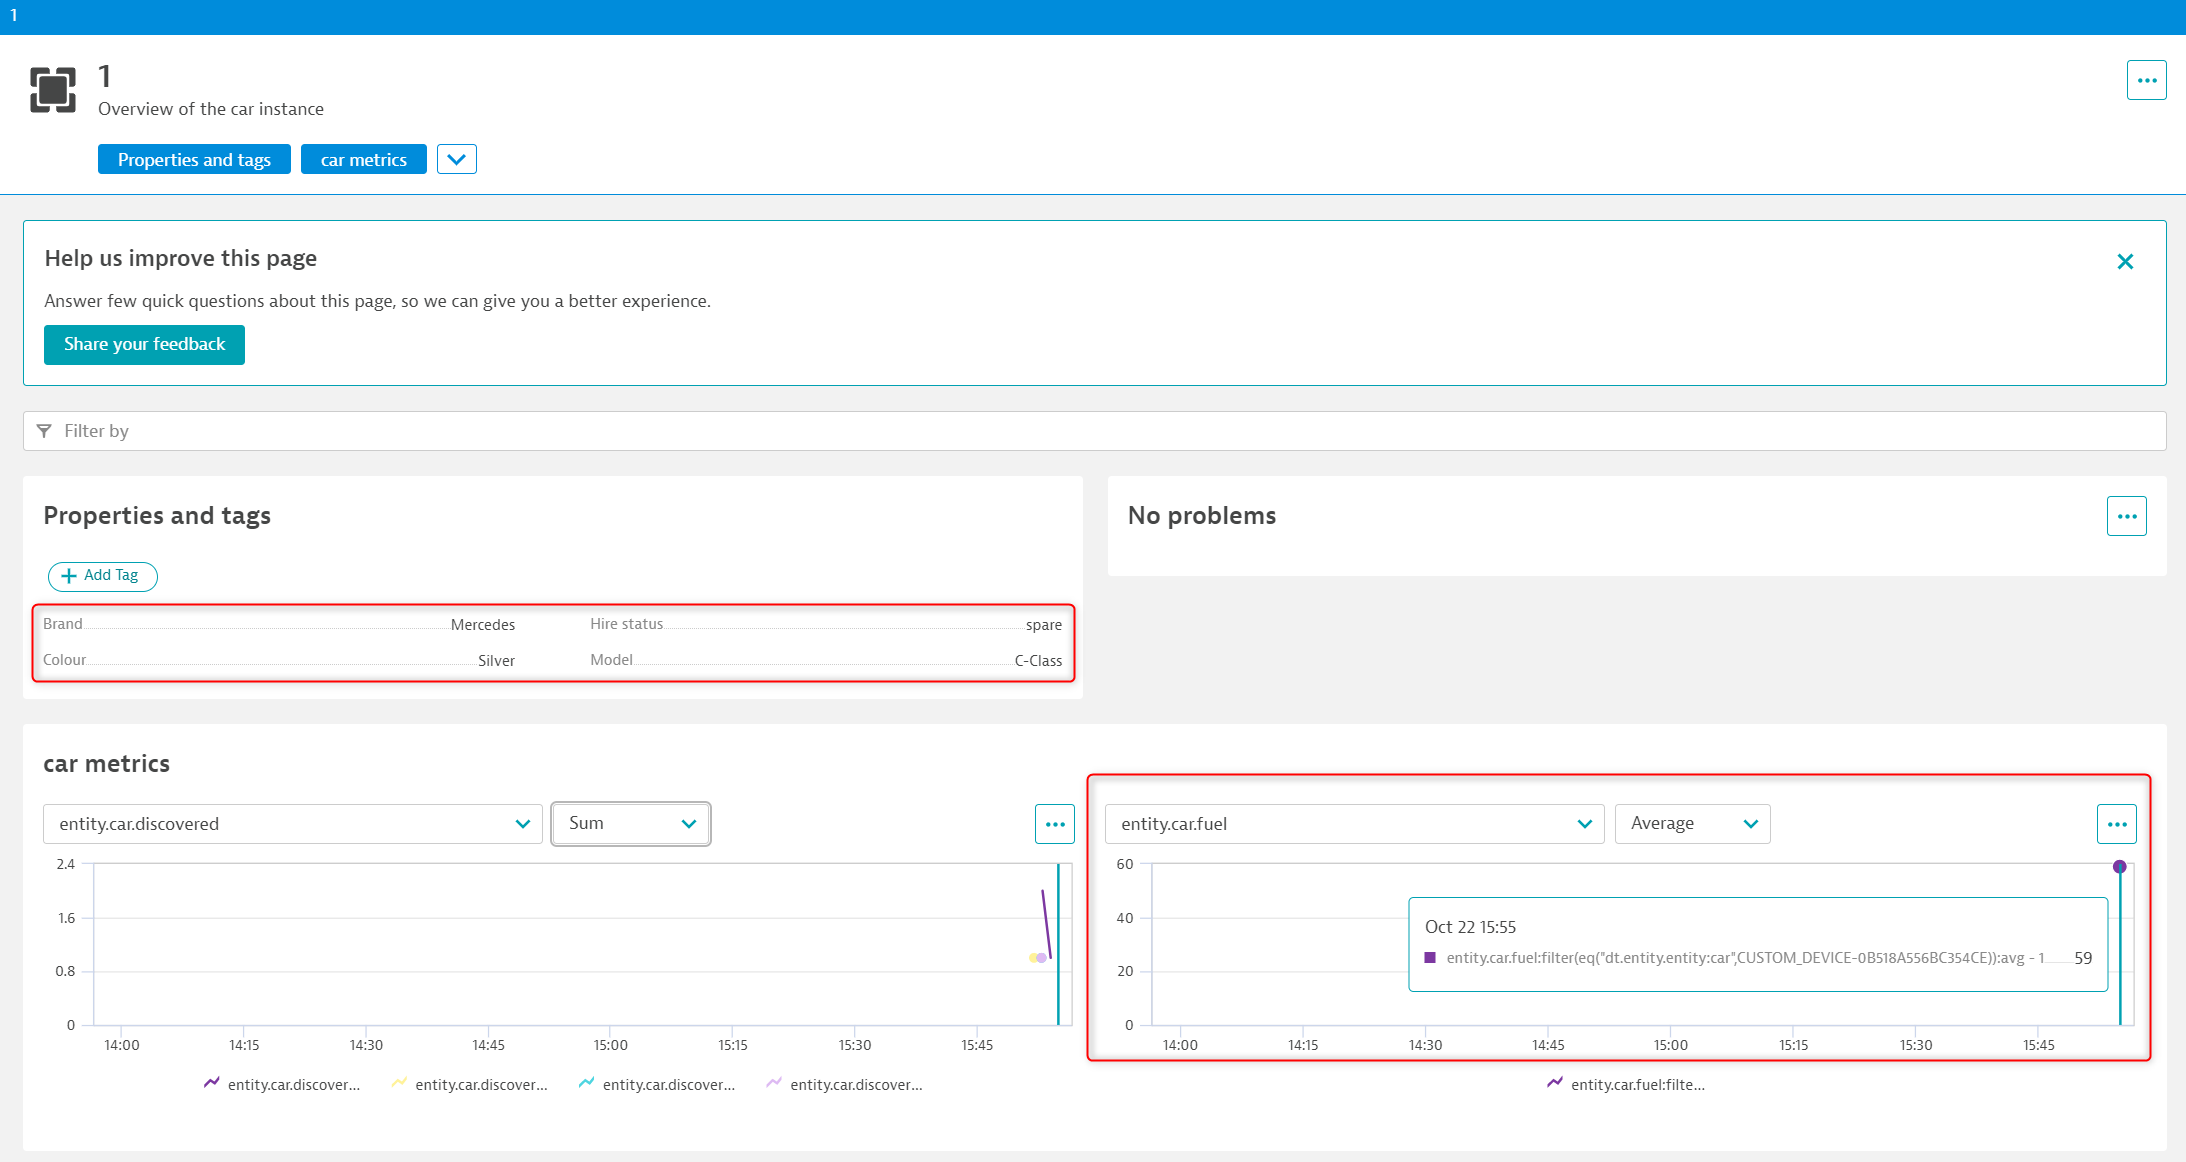 1
1
Overview of the car instance
Properties and tags car metrics
Help us improve this page
Answer few quick questions about this page, so we can give you a better experience.
Share your feedback
Filter by
Properties and tags
Add Tag
Brand Mercedes Hire status spare
Colour Silver Model C-Class
No problems
car metrics
entity.car.discovered Sum
2.4
1.6
0.8
0
14:00 14:15 14:30 14:45 15:00 15:15 15:30 15:45
entity.car.discover... entity.car.discover... entity.car.discover... entity.car.discover...
entity.car.fuel Average
60
40
20
0
Oct 22 15:55
entity.car.fuel:filter(eq("dt.entity.entity:car",CUSTOM_DEVICE-0B518A556BC354CE)):avg - 1 59
14:00 14:15 14:30 14:45 15:00 15:15 15:30 15:45
entity.car.fuel:filte...